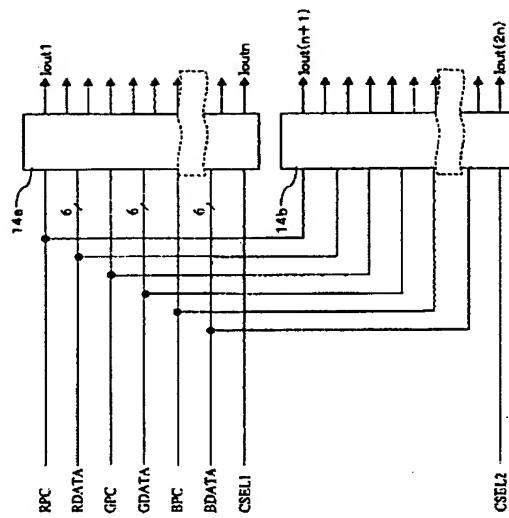 RPC
RDATA
GPC
GDATA
BPC
BDATA
CSEL1
CSEL2
14a
6
6
6
14b
Iout1
Ioutn
Iout(n+1)
Iout(2n)